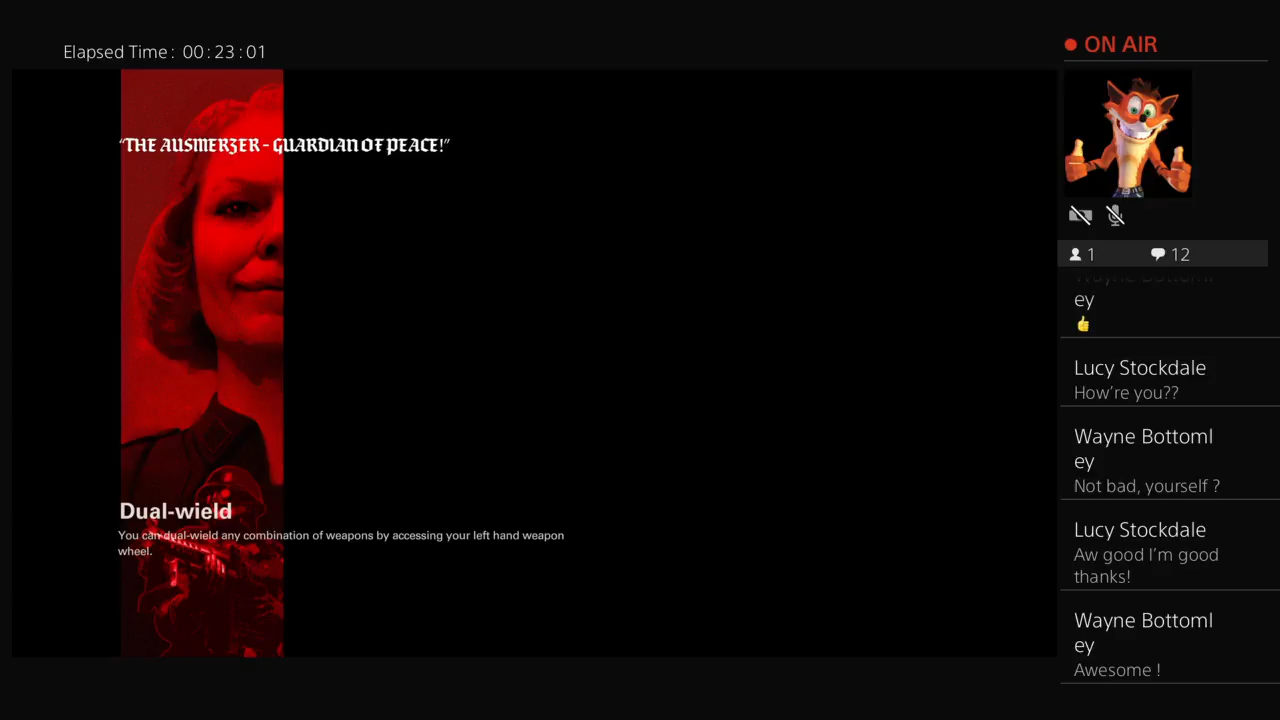 Elapsed Time: 00:23:01
ON AIR
"THE AUSMERZER - GUARDIAN OF PEACE!"
Dual-wield
You can dual-wield any combination of weapons by accessing your left hand weapon
wheel.
1
12
Wayne Bottoml
ey
👍
Lucy Stockdale
How're you??
Wayne Bottoml
ey
Not bad, yourself ?
Lucy Stockdale
Aw good I'm good
thanks!
Wayne Bottoml
ey
Awesome !